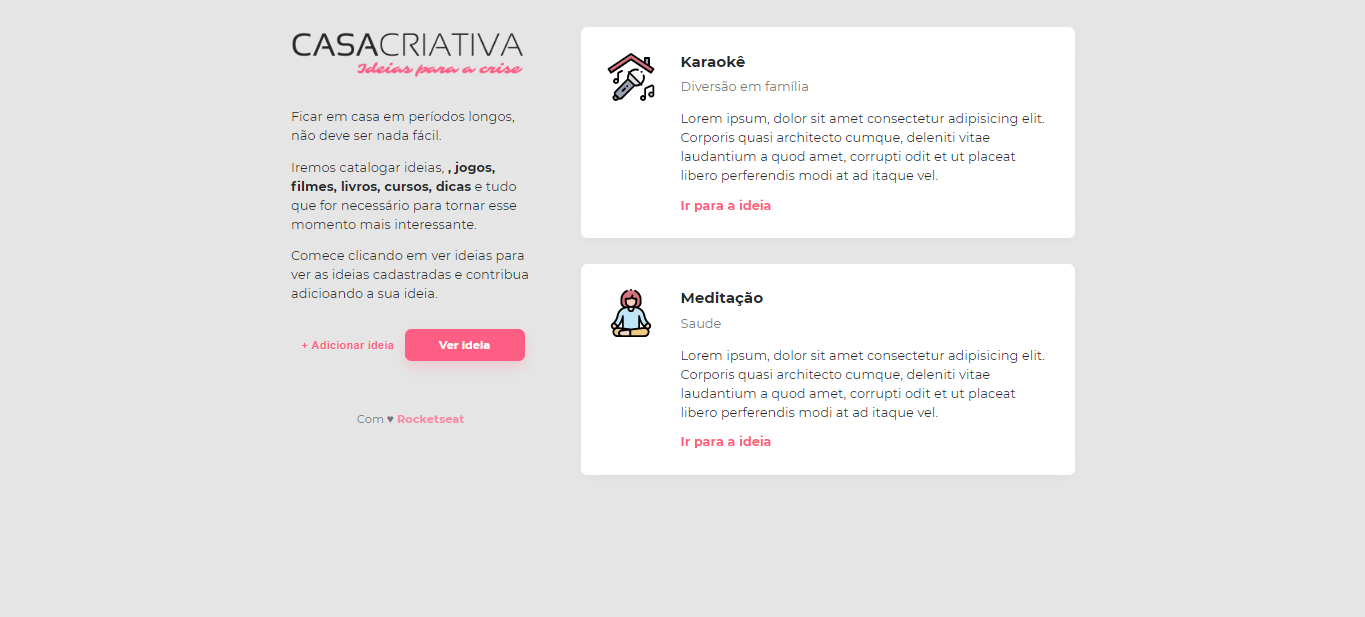 CASACRIATIVA
Ideias para a crise
Ficar em casa em períodos longos,
não deve ser nada fácil.
Iremos catalogar ideias, , jogos,
filmes, livros, cursos, dicas e tudo
que for necessário para tornar esse
momento mais interessante.
Comece clicando em ver ideias para
ver as ideias cadastradas e contribua
adicioando a sua ideia.
+ Adicionar ideia
Ver ideia
Com ♥ Rocketseat
Karaokê
Diversão em família
Lorem ipsum, dolor sit amet consectetur adipisicing elit.
Corporis quasi architecto cumque, deleniti vitae
laudantium a quod amet, corrupti odit et ut placeat
libero perferendis modi at ad itaque vel.
Ir para a ideia
Meditação
Saude
Lorem ipsum, dolor sit amet consectetur adipisicing elit.
Corporis quasi architecto cumque, deleniti vitae
laudantium a quod amet, corrupti odit et ut placeat
libero perferendis modi at ad itaque vel.
Ir para a ideia